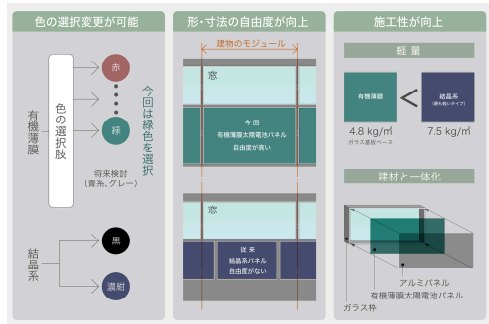 色の選択変更が可能
有機薄膜
色の選択肢
赤
緑
今回は緑色を選択
将来検討
(青系、グレー)
結晶系
黒
濃紺
形・寸法の自由度が向上
建物のモジュール
窓
今 回
有機薄膜太陽電池パネル
自由度が高い
窓
従 来
結晶系パネル
自由度がない
施工性が向上
軽 量
有機薄膜
結晶系
(最も軽いタイプ)
4.8 kg/㎡
ガラス基板ベース
7.5 kg/㎡
建材と一体化
アルミパネル
有機薄膜太陽電池パネル
ガラス枠